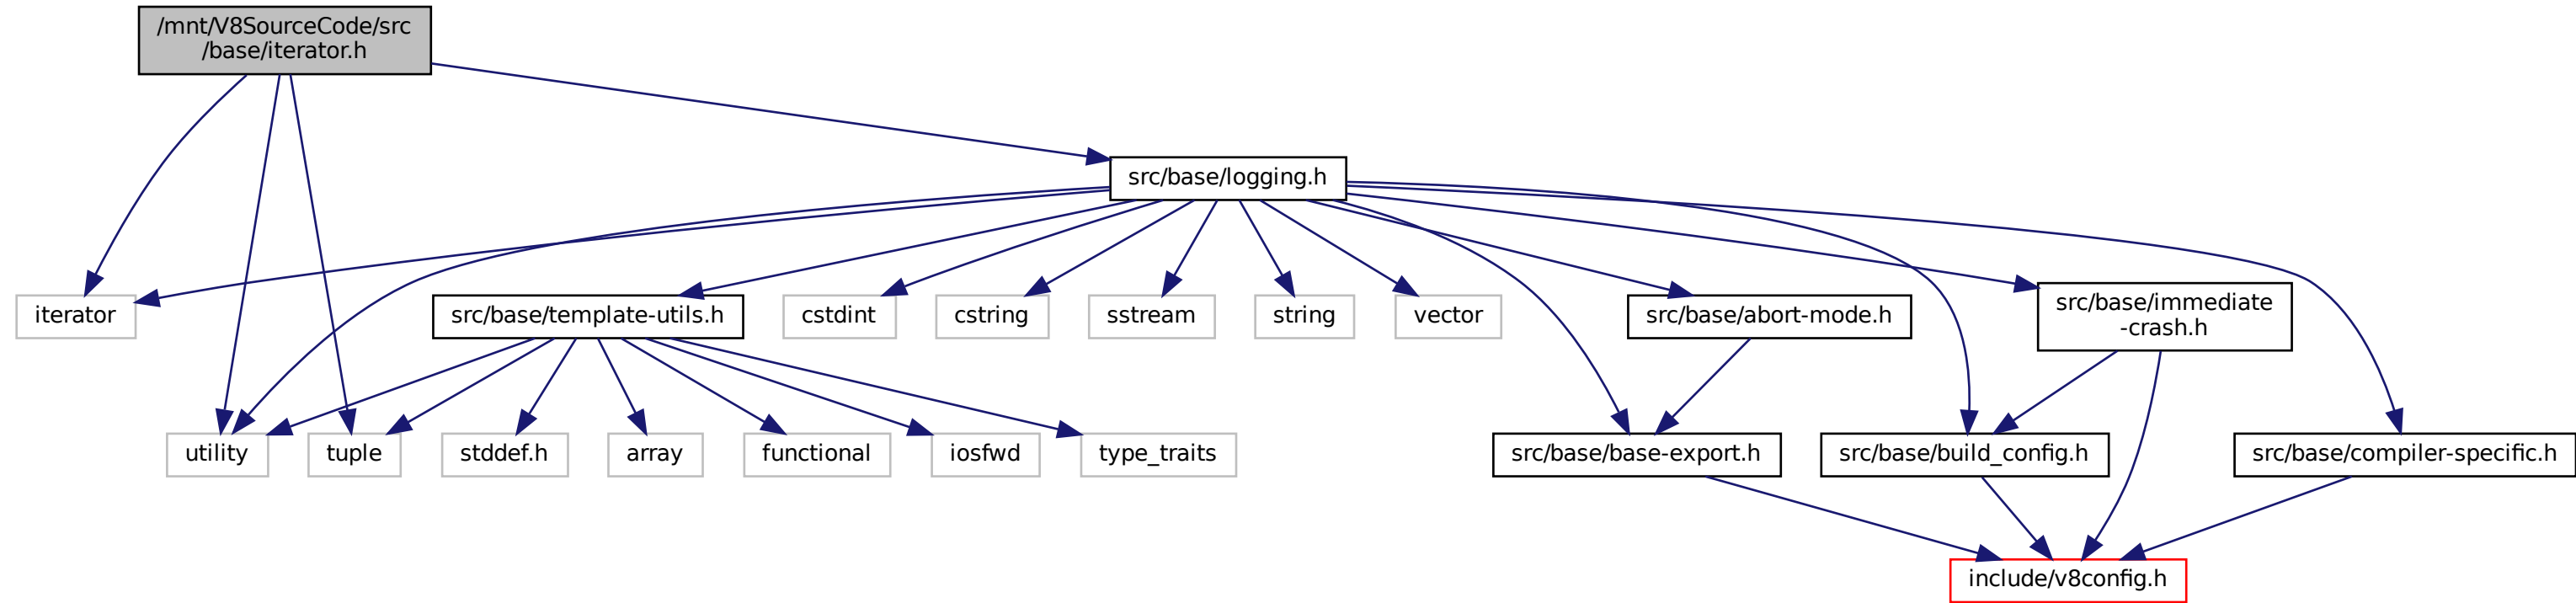 /mnt/V8SourceCode/src
/base/iterator.h
src/base/logging.h
iterator
src/base/template-utils.h
cstdint
cstring
sstream
string
vector
src/base/abort-mode.h
src/base/immediate
-crash.h
utility
tuple
stddef.h
array
functional
iosfwd
type_traits
src/base/base-export.h
src/base/build_config.h
src/base/compiler-specific.h
include/v8config.h